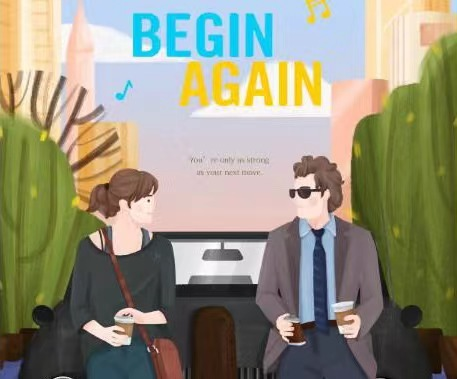 BEGIN
AGAIN
You're only as strong
as your next move.